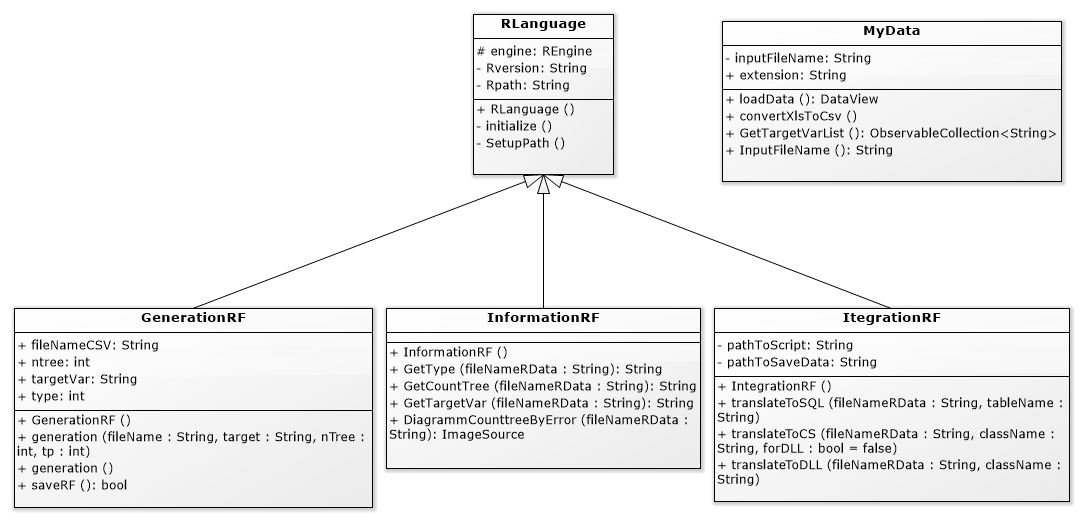 RLanguage
# engine: REngine
- Rversion: String
- Rpath: String
+ RLanguage ()
- initialize ()
- SetupPath ()
MyData
- inputFileName: String
+ extension: String
+ loadData (): DataView
+ convertXlsToCsv ()
+ GetTargetVarList (): ObservableCollection<String>
+ InputFileName (): String
GenerationRF
+ fileNameCSV: String
+ ntree: int
+ targetVar: String
+ type: int
+ GenerationRF ()
+ generation (fileName : String, target : String, nTree :
int, tp : int)
+ generation ()
+ saveRF (): bool
InformationRF
+ InformationRF ()
+ GetType (fileNameRData : String): String
+ GetCountTree (fileNameRData : String): String
+ GetTargetVar (fileNameRData : String): String
+ DiagrammCounttreeByError (fileNameRData :
String): ImageSource
ItegrationRF
- pathToScript: String
- pathToSaveData: String
+ IntegrationRF ()
+ translateToSQL (fileNameRData : String, tableName :
String)
+ translateToCS (fileNameRData : String, className :
String, forDLL : bool = false)
+ translateToDLL (fileNameRData : String, className :
String)